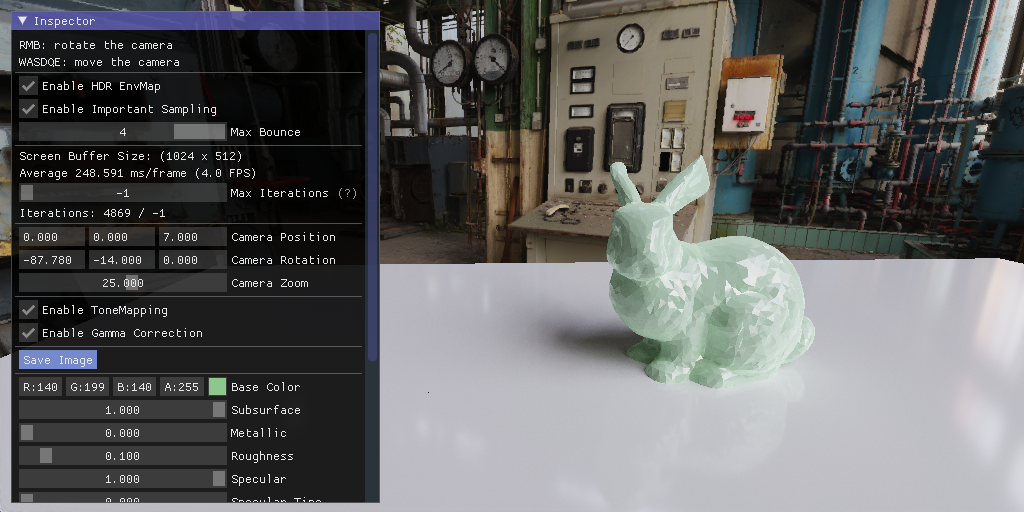 Inspector
RMB: rotate the camera
WASDQE: move the camera
Enable HDR EnvMap
Enable Important Sampling
4 Max Bounce
Screen Buffer Size: (1024 x 512)
Average 248.591 ms/frame (4.0 FPS)
-1 Max Iterations (?)
Iterations: 4869 / -1
0.000 0.000 7.000 Camera Position
-87.780 -14.000 0.000 Camera Rotation
25.000 Camera Zoom
Enable ToneMapping
Enable Gamma Correction
Save Image
R:140 G:199 B:140 A:255 Base Color
1.000 Subsurface
0.000 Metallic
0.100 Roughness
1.000 Specular